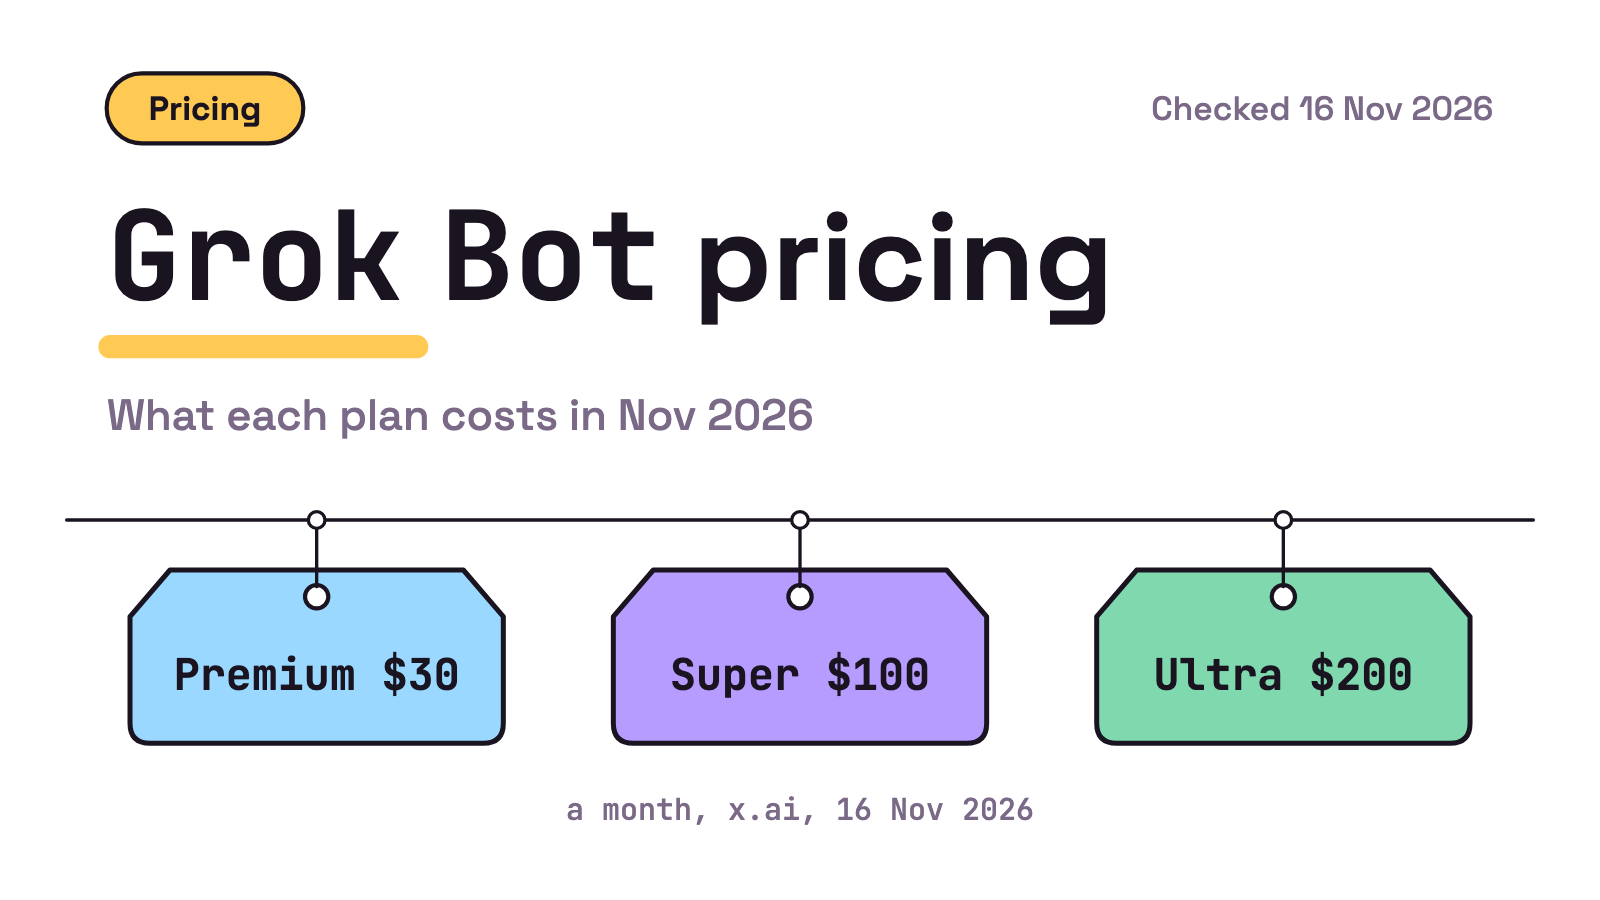 Pricing
Checked 16 Nov 2026
Grok Bot pricing
What each plan costs in Nov 2026
Premium $30
Super $100
Ultra $200
a month, x.ai, 16 Nov 2026